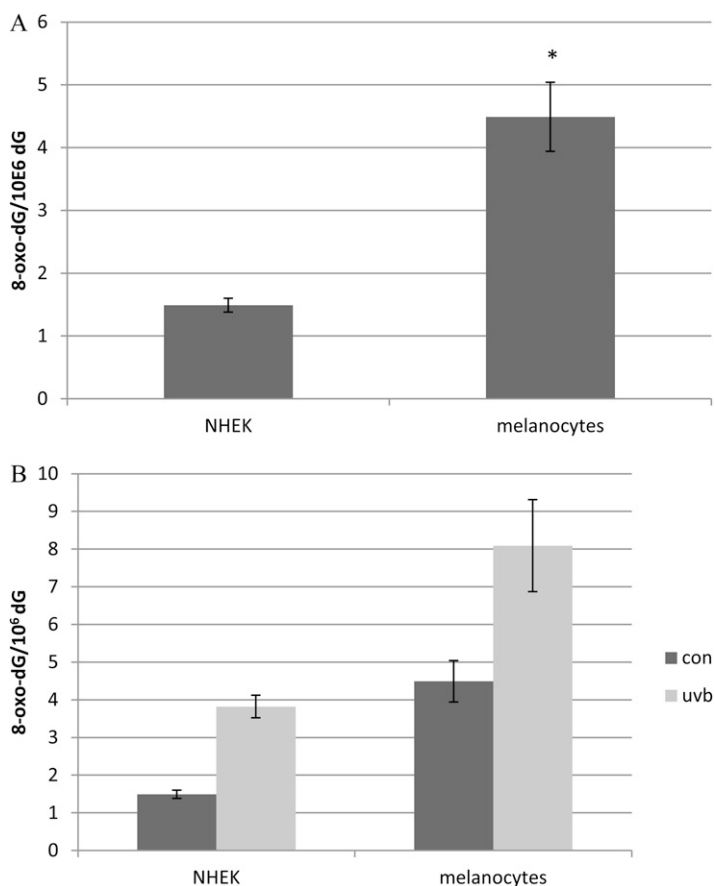 A
6
5
4
3
2
1
0
8-oxo-dG/10E6 dG
*
NHEK melanocytes
B
10
9
8
7
6
5
4
3
2
1
0
8-oxo-dG/10⁶ dG
con
uvb
NHEK melanocytes